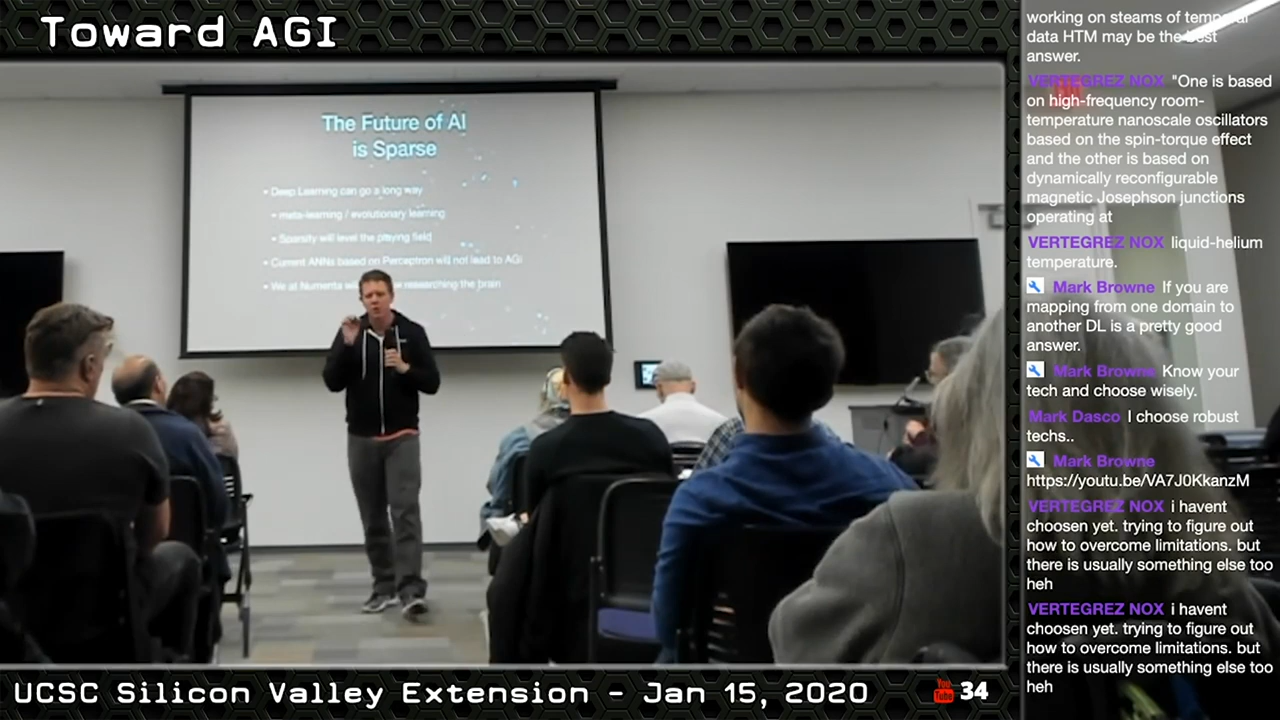 Toward AGI
The Future of AI
is Sparse
• Deep Learning can go a long way
• meta-learning / evolutionary learning
• Sparsity will level the playing field
• Current ANNs based on Perceptron will not lead to AGI
• We at Numenta researching the brain
UCSC Silicon Valley Extension - Jan 15, 2020
You
Tube
34
working on steams of temporal
data HTM may be the best
answer.
VERTEGREZ NOX "One is based
on high-frequency room-
temperature nanoscale oscillators
based on the spin-torque effect
and the other is based on
dynamically reconfigurable
magnetic Josephson junctions
operating at
VERTEGREZ NOX liquid-helium
temperature.
Mark Browne If you are
mapping from one domain to
another DL is a pretty good
answer.
Mark Browne Know your
tech and choose wisely.
Mark Dasco I choose robust
techs..
Mark Browne
https://youtu.be/VA7J0KkanzM
VERTEGREZ NOX i havent
choosen yet. trying to figure out
how to overcome limitations. but
there is usually something else too
heh
VERTEGREZ NOX i havent
choosen yet. trying to figure out
how to overcome limitations. but
there is usually something else too
heh